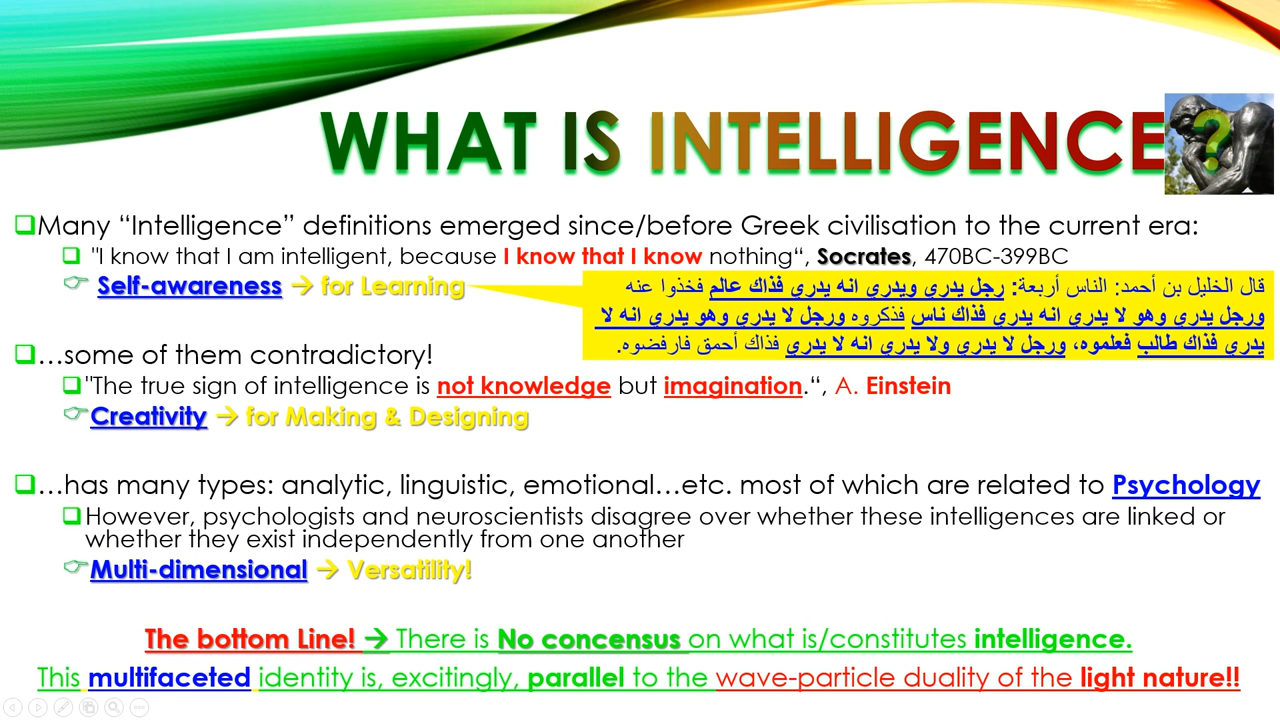 WHAT IS INTELLIGENCE?
Many “Intelligence” definitions emerged since/before Greek civilisation to the current era:
"I know that I am intelligent, because I know that I know nothing“, Socrates, 470BC-399BC
Self-awareness → for Learning
قال الخليل بن أحمد: الناس أربعة: رجل يدري ويدري انه يدري فذاك عالم فخذوا عنه
ورجل يدري وهو لا يدري انه يدري فذاك ناس فذكروه ورجل لا يدري وهو يدري انه لا
يدري فذاك طالب فعلموه، ورجل لا يدري ولا يدري انه لا يدري فذاك أحمق فارفضوه.
…some of them contradictory!
"The true sign of intelligence is not knowledge but imagination.“, A. Einstein
Creativity → for Making & Designing
…has many types: analytic, linguistic, emotional…etc. most of which are related to Psychology
However, psychologists and neuroscientists disagree over whether these intelligences are linked or
whether they exist independently from one another
Multi-dimensional → Versatility!
The bottom Line! → There is No concensus on what is/constitutes intelligence.
This multifaceted identity is, excitingly, parallel to the wave-particle duality of the light nature!!